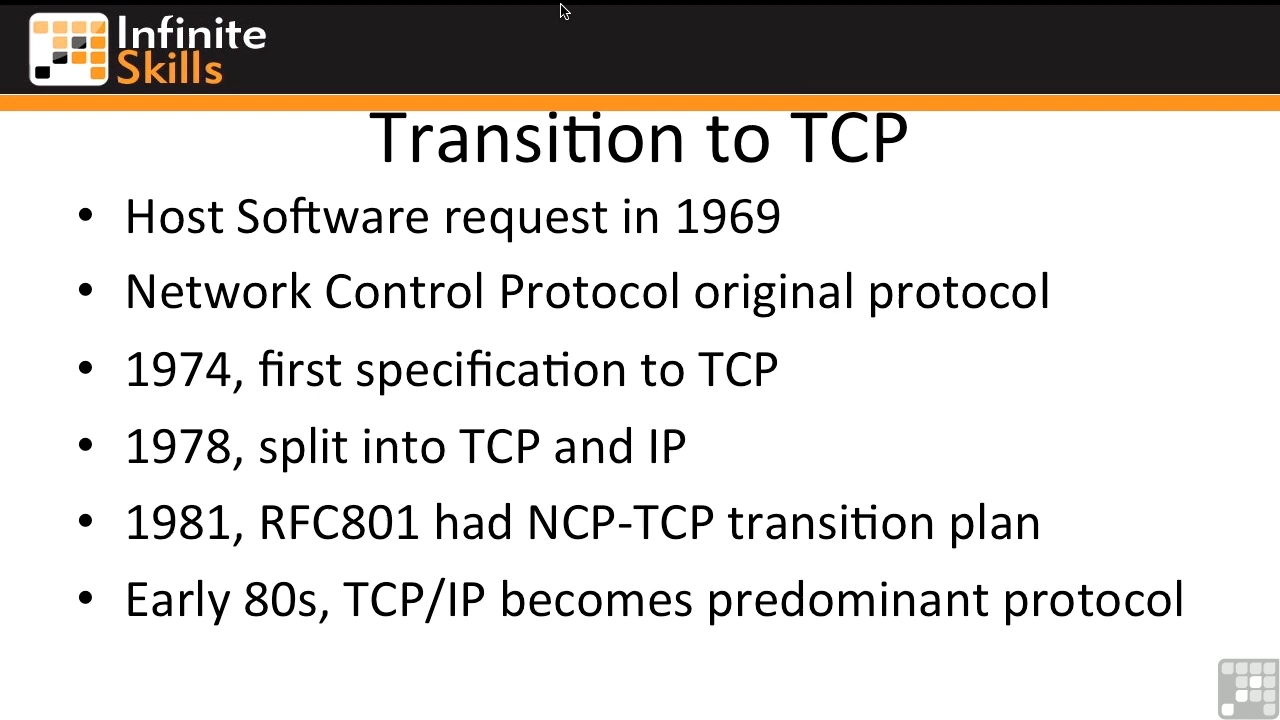 Infinite
Skills
Transition to TCP
• Host Software request in 1969
• Network Control Protocol original protocol
• 1974, first specification to TCP
• 1978, split into TCP and IP
• 1981, RFC801 had NCP-TCP transition plan
• Early 80s, TCP/IP becomes predominant protocol